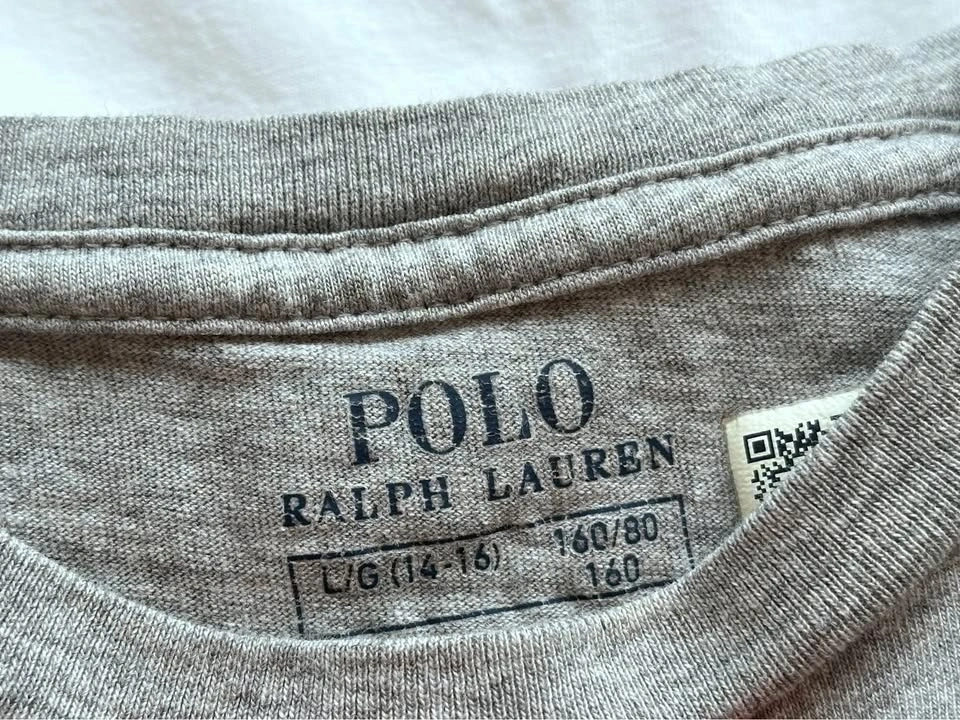 POLO
RALPH LAUREN
L/G (14-16) 160/80
160